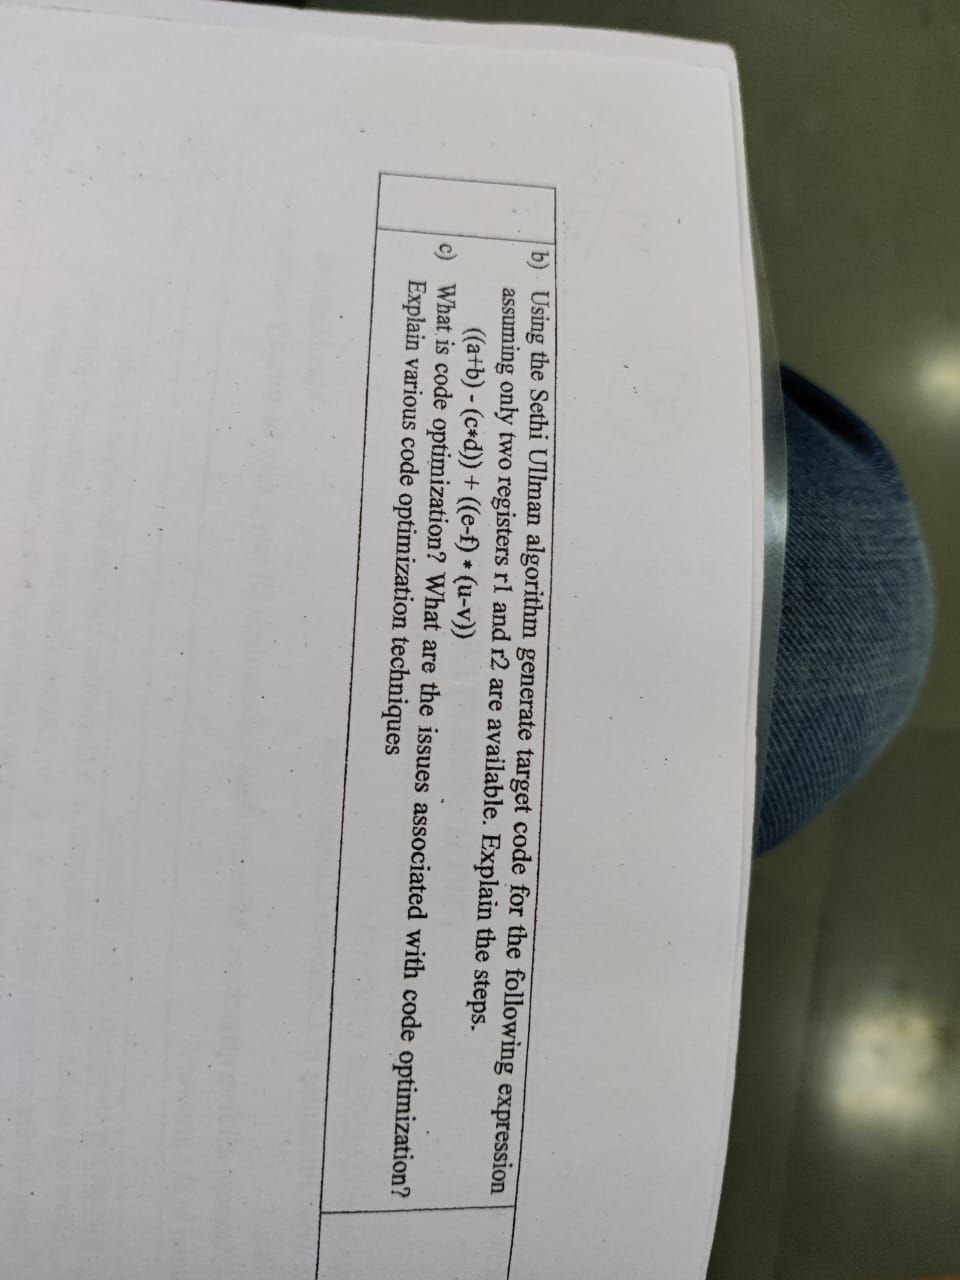 b) Using the Sethi Ullman algorithm generate target code for the following expression
assuming only two registers r1 and r2 are available. Explain the steps.
((a+b) - (c*d)) + ((e-f) * (u-v))
c) What is code optimization? What are the issues associated with code optimization?
Explain various code optimization techniques